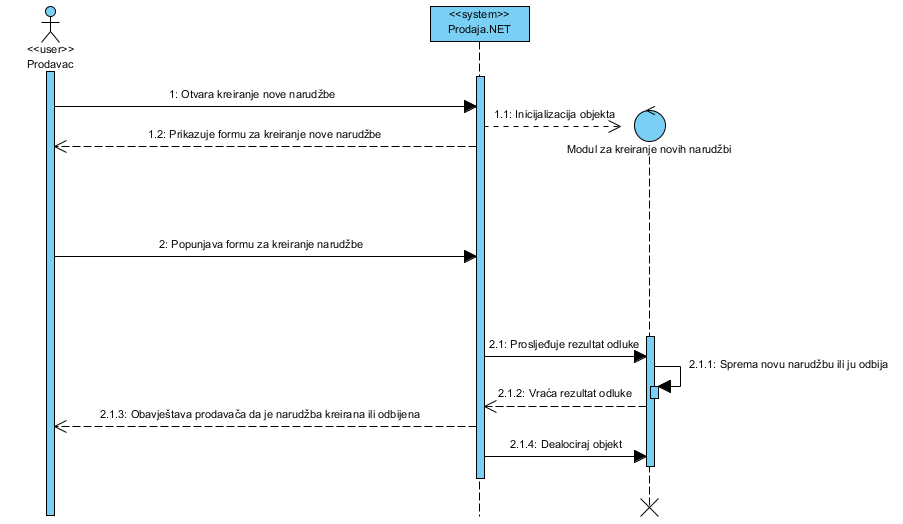 <<system>>
Prodaja.NET
<<user>>
Prodavac
1: Otvara kreiranje nove narudžbe
1.1: Inicijalizacija objekta
1.2: Prikazuje formu za kreiranje nove narudžbe
Modul za kreiranje novih narudžbi
2: Popunjava formu za kreiranje narudžbe
2.1: Prosljeđuje rezultat odluke
2.1.1: Sprema novu narudžbu ili ju odbija
2.1.2: Vraća rezultat odluke
2.1.3: Obavještava prodavača da je narudžba kreirana ili odbijena
2.1.4: Dealociraj objekt